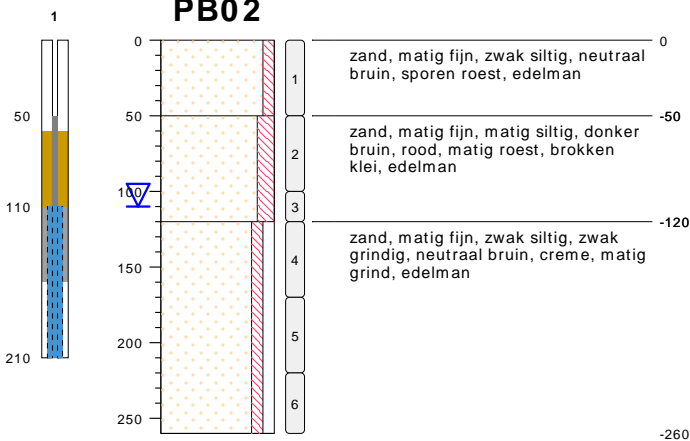 PB02
1
0
50
100
150
200
250
50
110
210
1
2
3
4
5
6
zand, matig fijn, zwak siltig, neutraal
bruin, sporen roest, edelman
zand, matig fijn, matig siltig, donker
bruin, rood, matig roest, brokken
klei, edelman
zand, matig fijn, zwak siltig, zwak
grindig, neutraal bruin, creme, matig
grind, edelman
0
-50
-120
-260